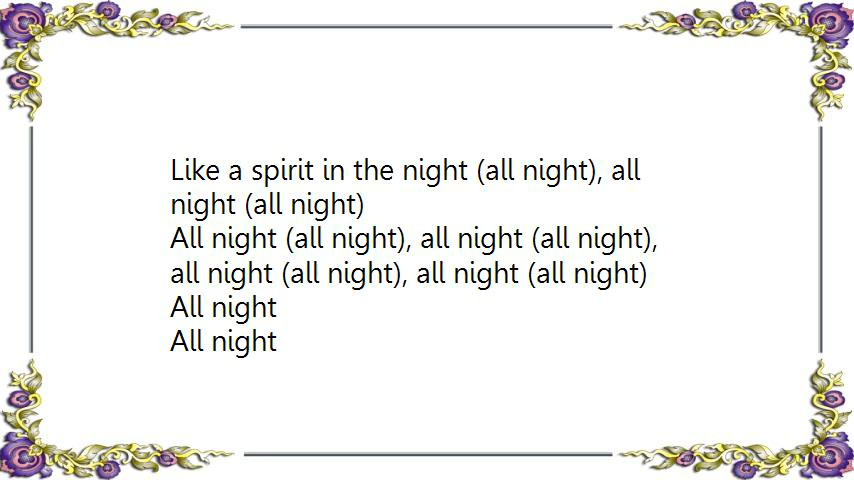 Like a spirit in the night (all night), all
night (all night)
All night (all night), all night (all night),
all night (all night), all night (all night)
All night
All night